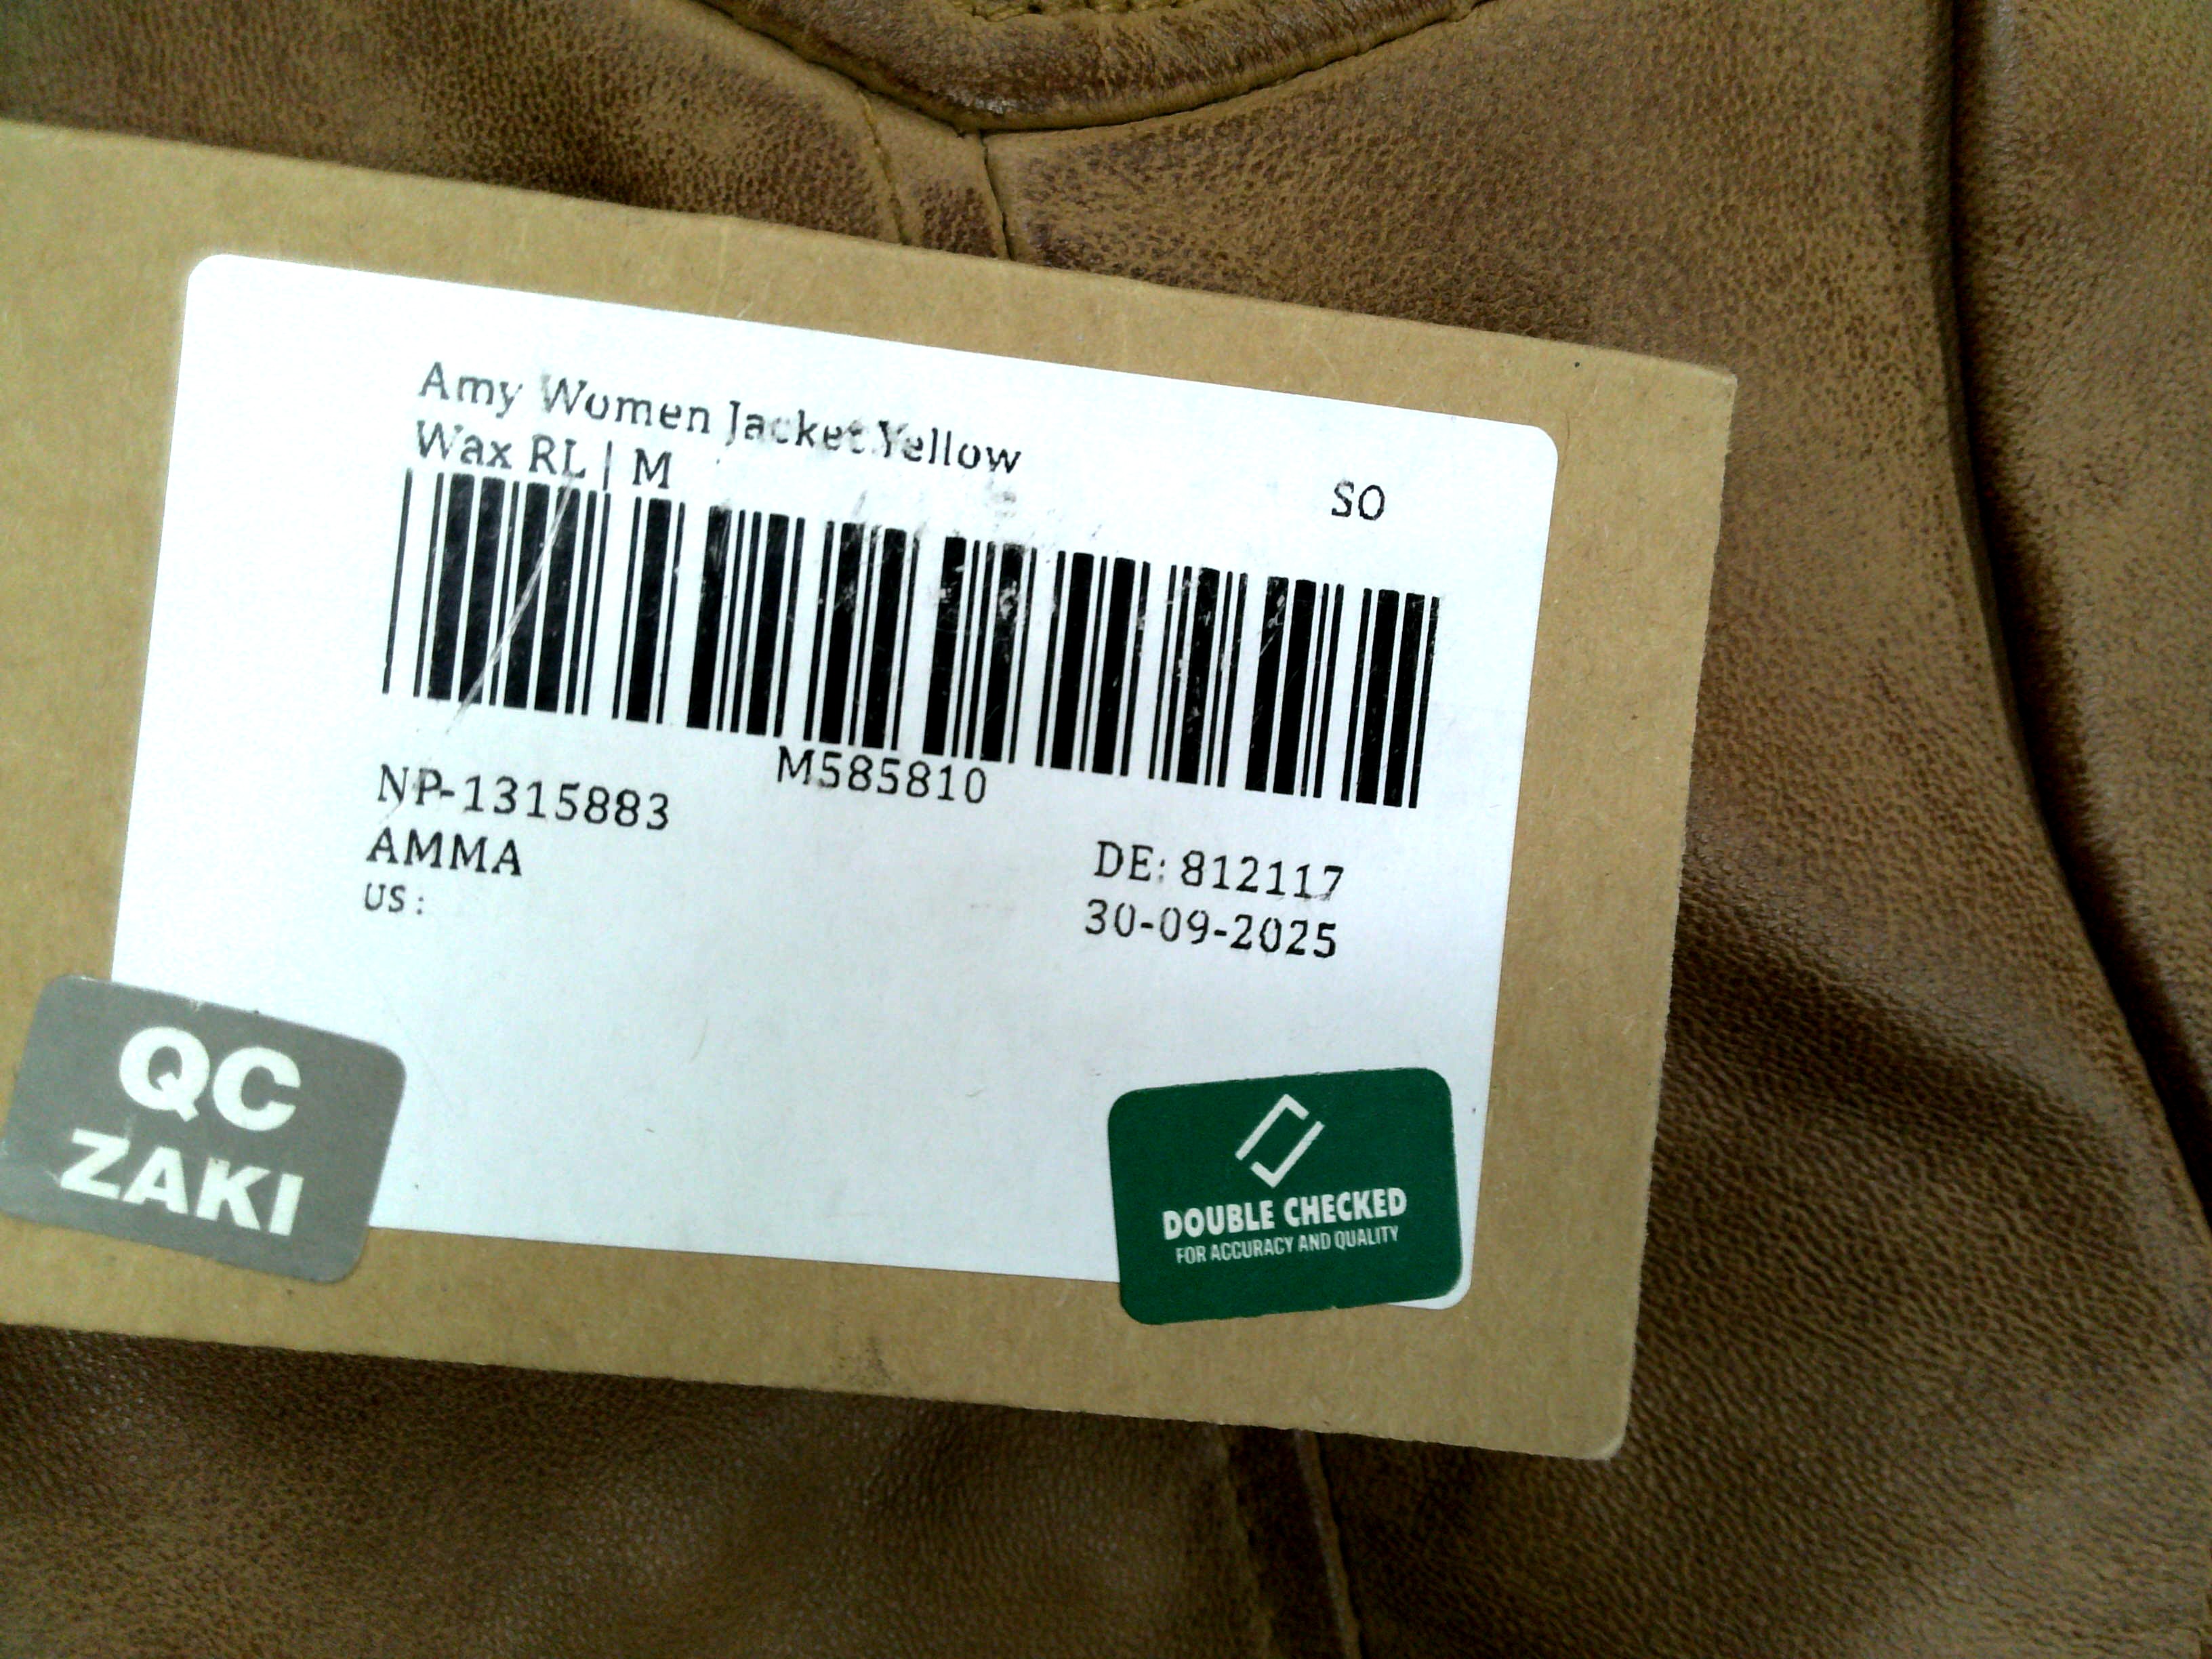 Amy Women Jacket Yellow
Wax RL | M
SO
M585810
NP-1315883
AMMA
US :
DE: 812117
30-09-2025
QC
ZAKI
DOUBLE CHECKED
FOR ACCURACY AND QUALITY